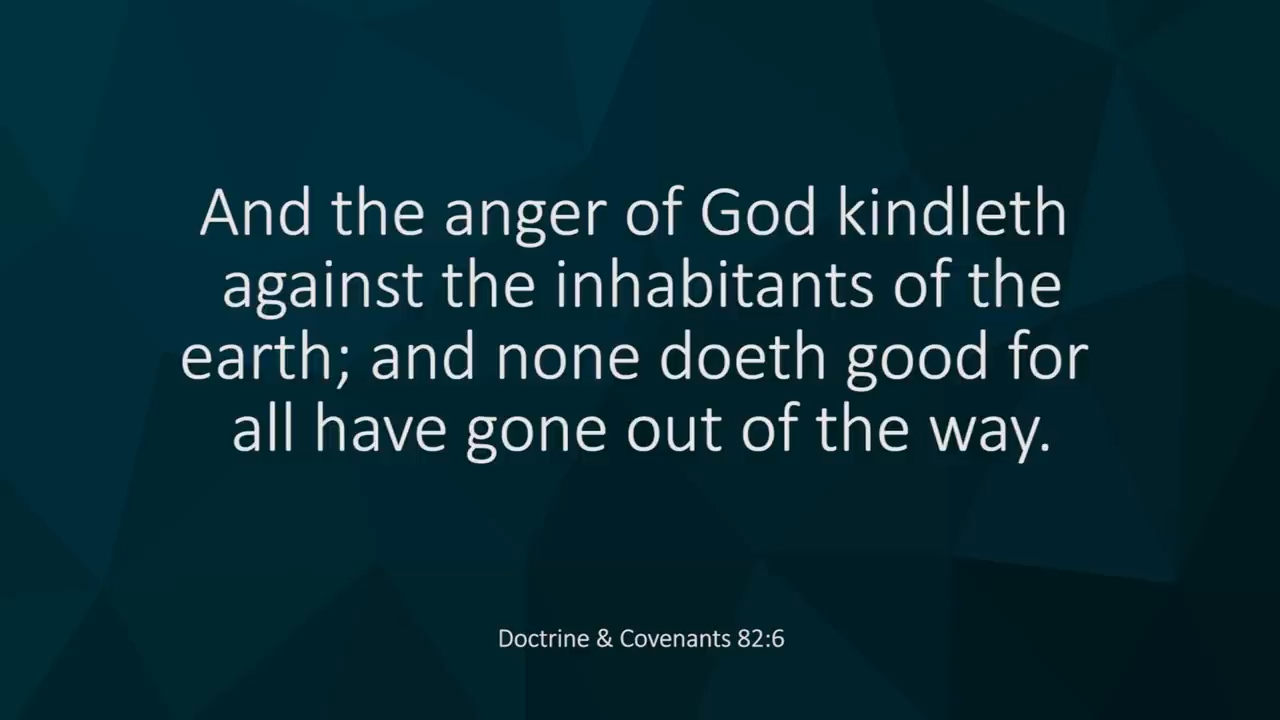 And the anger of God kindleth
against the inhabitants of the
earth; and none doeth good for
all have gone out of the way.
Doctrine & Covenants 82:6